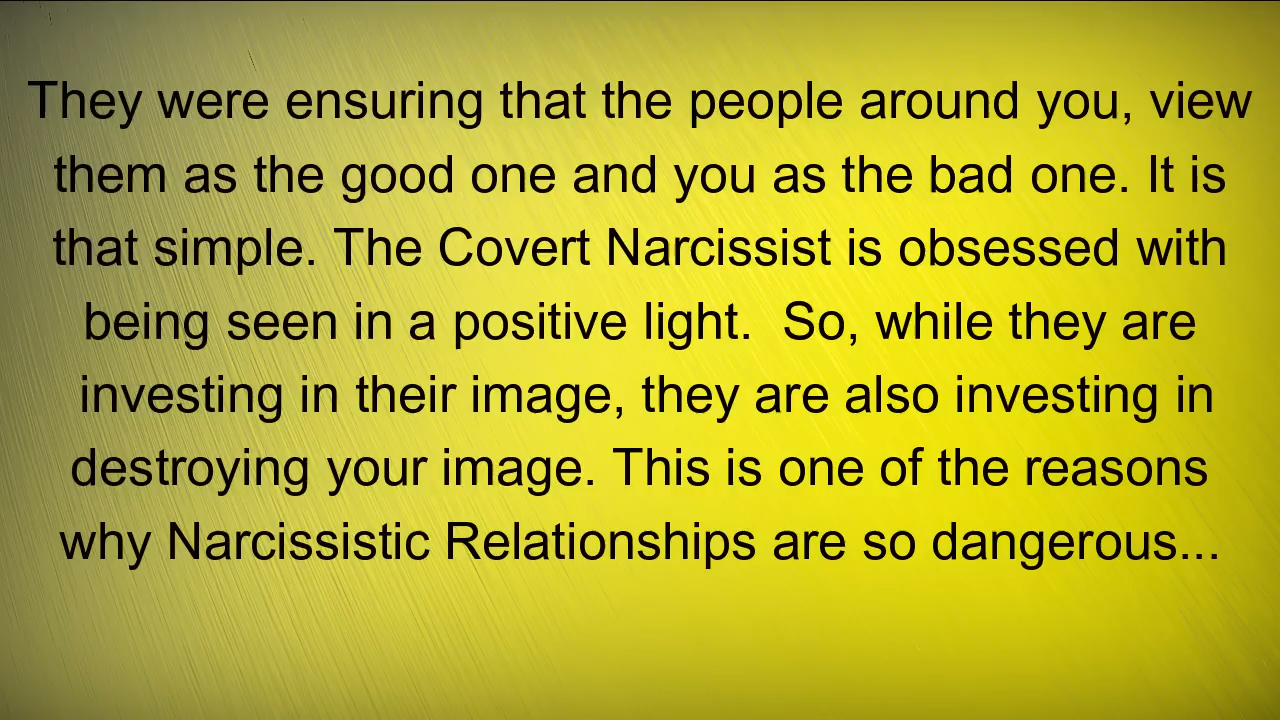 They were ensuring that the people around you, view
them as the good one and you as the bad one. It is
that simple. The Covert Narcissist is obsessed with
being seen in a positive light.  So, while they are
investing in their image, they are also investing in
destroying your image. This is one of the reasons
why Narcissistic Relationships are so dangerous...